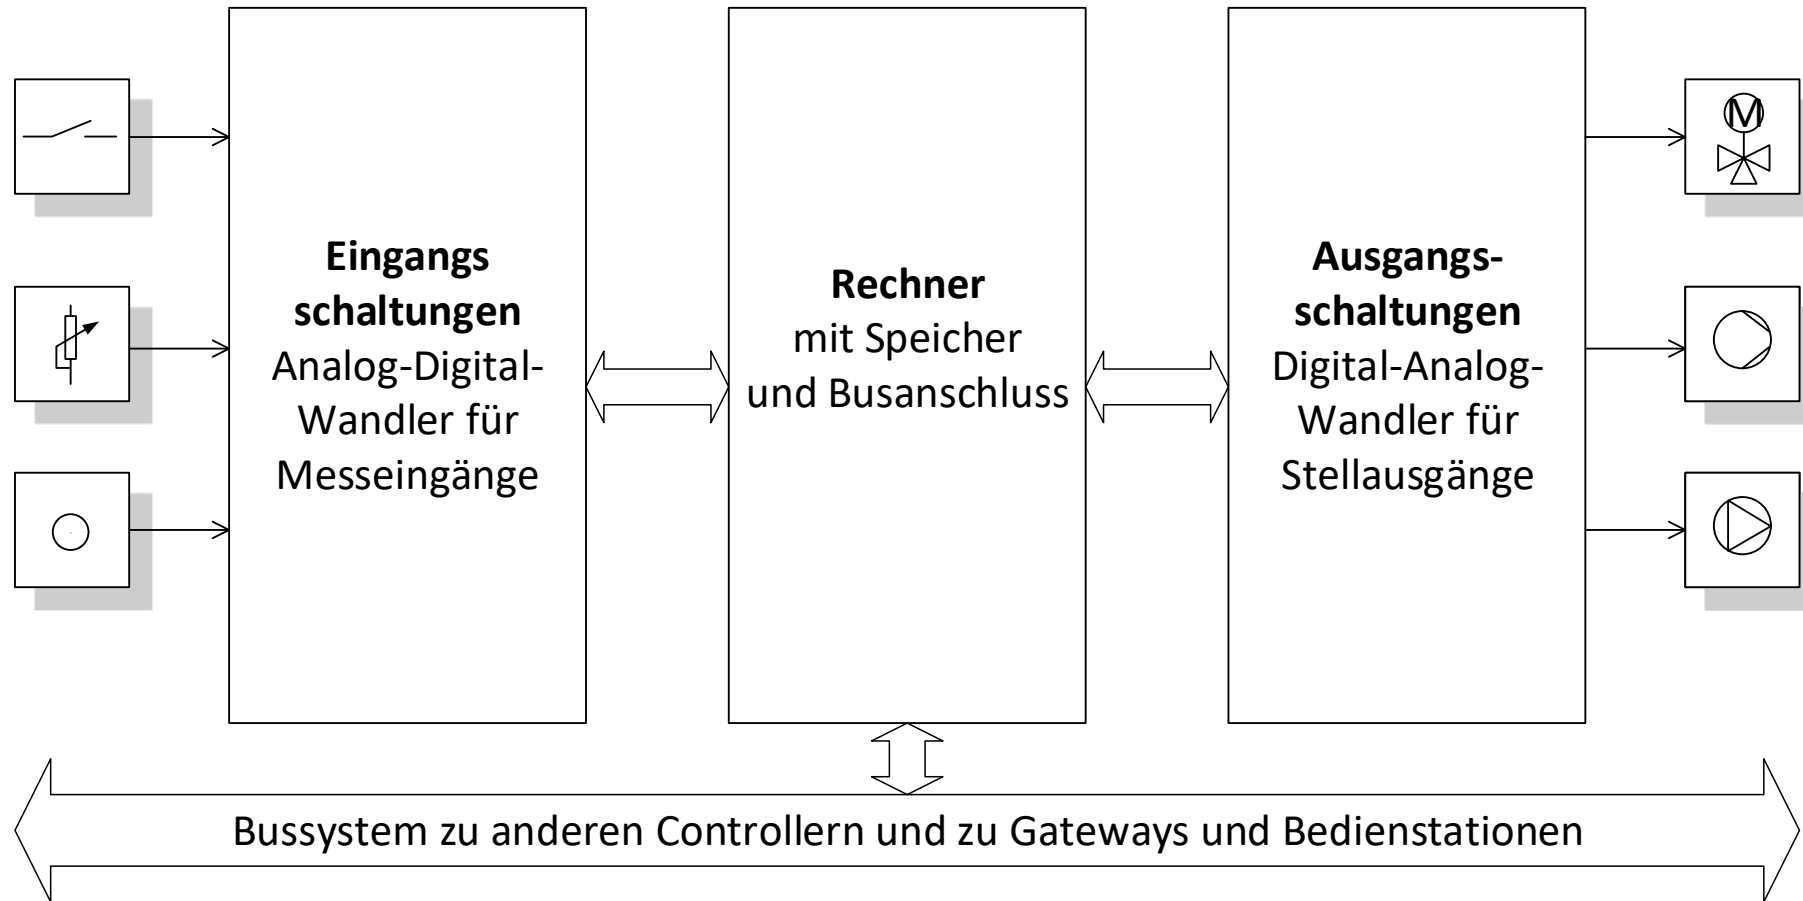 M
Eingangs
schaltungen
Analog-Digital-
Wandler für
Messeingänge
Rechner
mit Speicher
und Busanschluss
Ausgangs-
schaltungen
Digital-Analog-
Wandler für
Stellausgänge
Bussystem zu anderen Controllern und zu Gateways und Bedienstationen